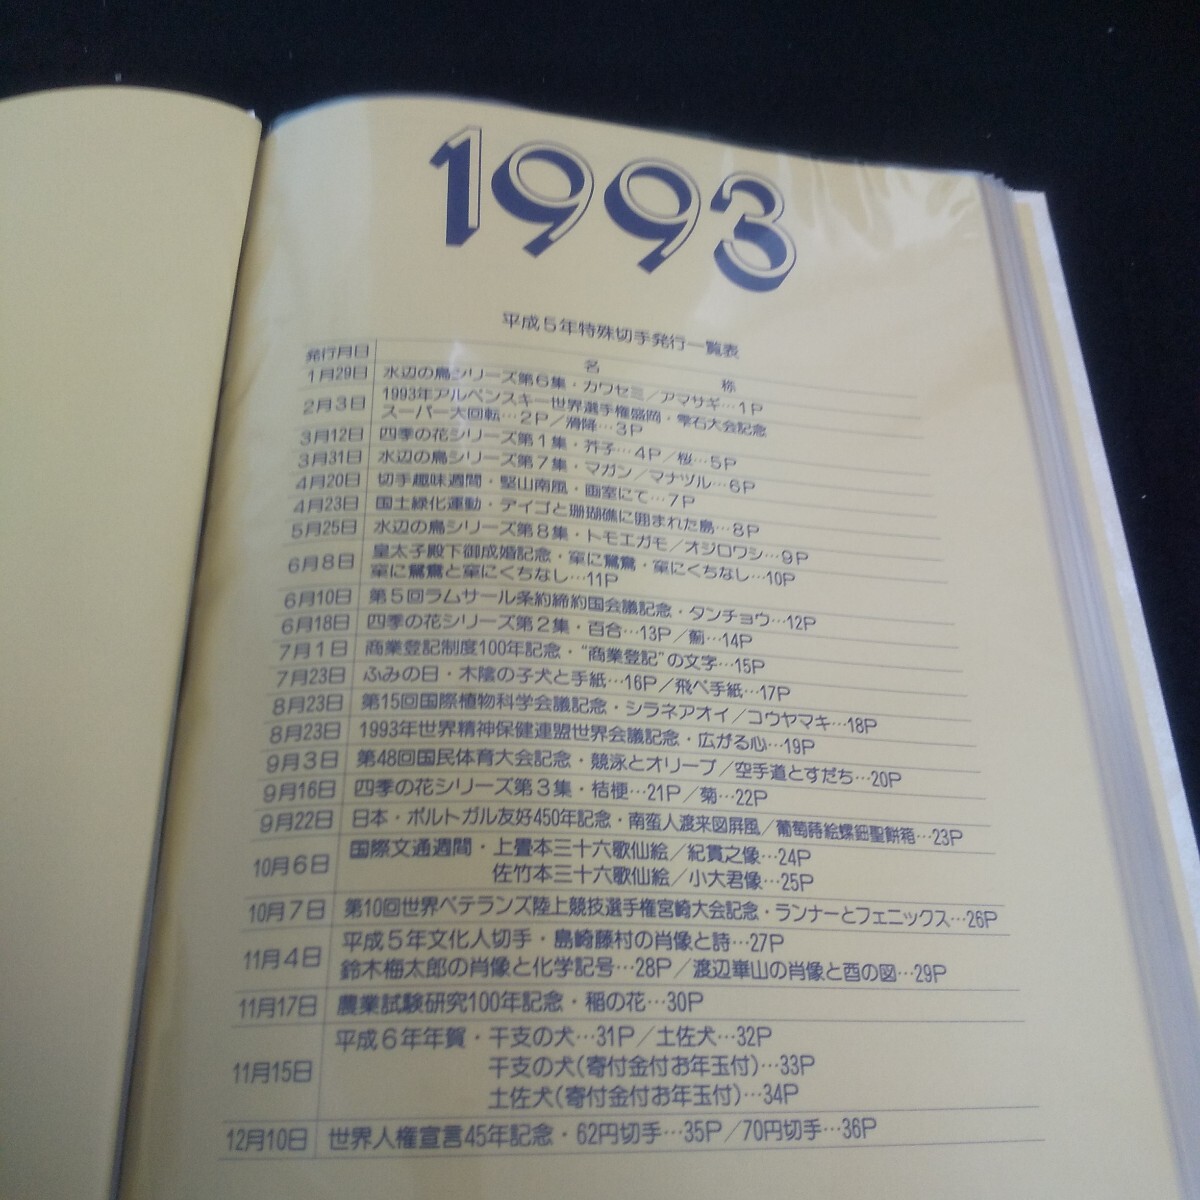 1993
平成5年特殊切手発行一覧表
発行月日 名 称
1月29日 水辺の鳥シリーズ第6集・カワセミ/アマサギ…1P
2月3日 1993年アルペンスキー世界選手権盛岡・雫石大会記念
スーパー大回転…2P/滑降…3P
3月12日 四季の花シリーズ第1集・芥子…4P/桜…5P
3月31日 水辺の鳥シリーズ第7集・マガン/マナヅル…6P
4月20日 切手趣味週間・堅山南風・画室にて…7P
4月23日 国土緑化運動・デイゴと珊瑚礁に囲まれた島…8P
5月25日 水辺の鳥シリーズ第8集・トモエガモ/オジロワシ…9P
6月8日 皇太子殿下御成婚記念・窠に鴛鴦・窠にくちなし…10P
窠に鴛鴦と窠にくちなし…11P
6月10日 第5回ラムサール条約締約国会議記念・タンチョウ…12P
6月18日 四季の花シリーズ第2集・百合…13P/薊…14P
7月1日 商業登記制度100年記念・“商業登記”の文字…15P
7月23日 ふみの日・木陰の子犬と手紙…16P/飛べ手紙…17P
8月23日 第15回国際植物科学会議記念・シラネアオイ/コウヤマキ…18P
8月23日 1993年世界精神保健連盟世界会議記念・広がる心…19P
9月3日 第48回国民体育大会記念・競泳とオリーブ/空手道とすだち…20P
9月16日 四季の花シリーズ第3集・桔梗…21P/菊…22P
9月22日 日本・ポルトガル友好450年記念・南蛮人渡来図屏風/葡萄蒔絵螺鈿聖餅箱…23P
10月6日 国際文通週間・上畳本三十六歌仙絵/紀貫之像…24P
佐竹本三十六歌仙絵/小大君像…25P
10月7日 第10回世界ベテランズ陸上競技選手権宮崎大会記念・ランナーとフェニックス…26P
11月4日 平成5年文化人切手・島崎藤村の肖像と詩…27P
鈴木梅太郎の肖像と化学記号…28P/渡辺崋山の肖像と酉の図…29P
11月17日 農業試験研究100年記念・稲の花…30P
11月15日 平成6年年賀・干支の犬…31P/土佐犬…32P
干支の犬(寄付金付お年玉付)…33P
土佐犬(寄付金付お年玉付)…34P
12月10日 世界人権宣言45年記念・62円切手…35P/70円切手…36P